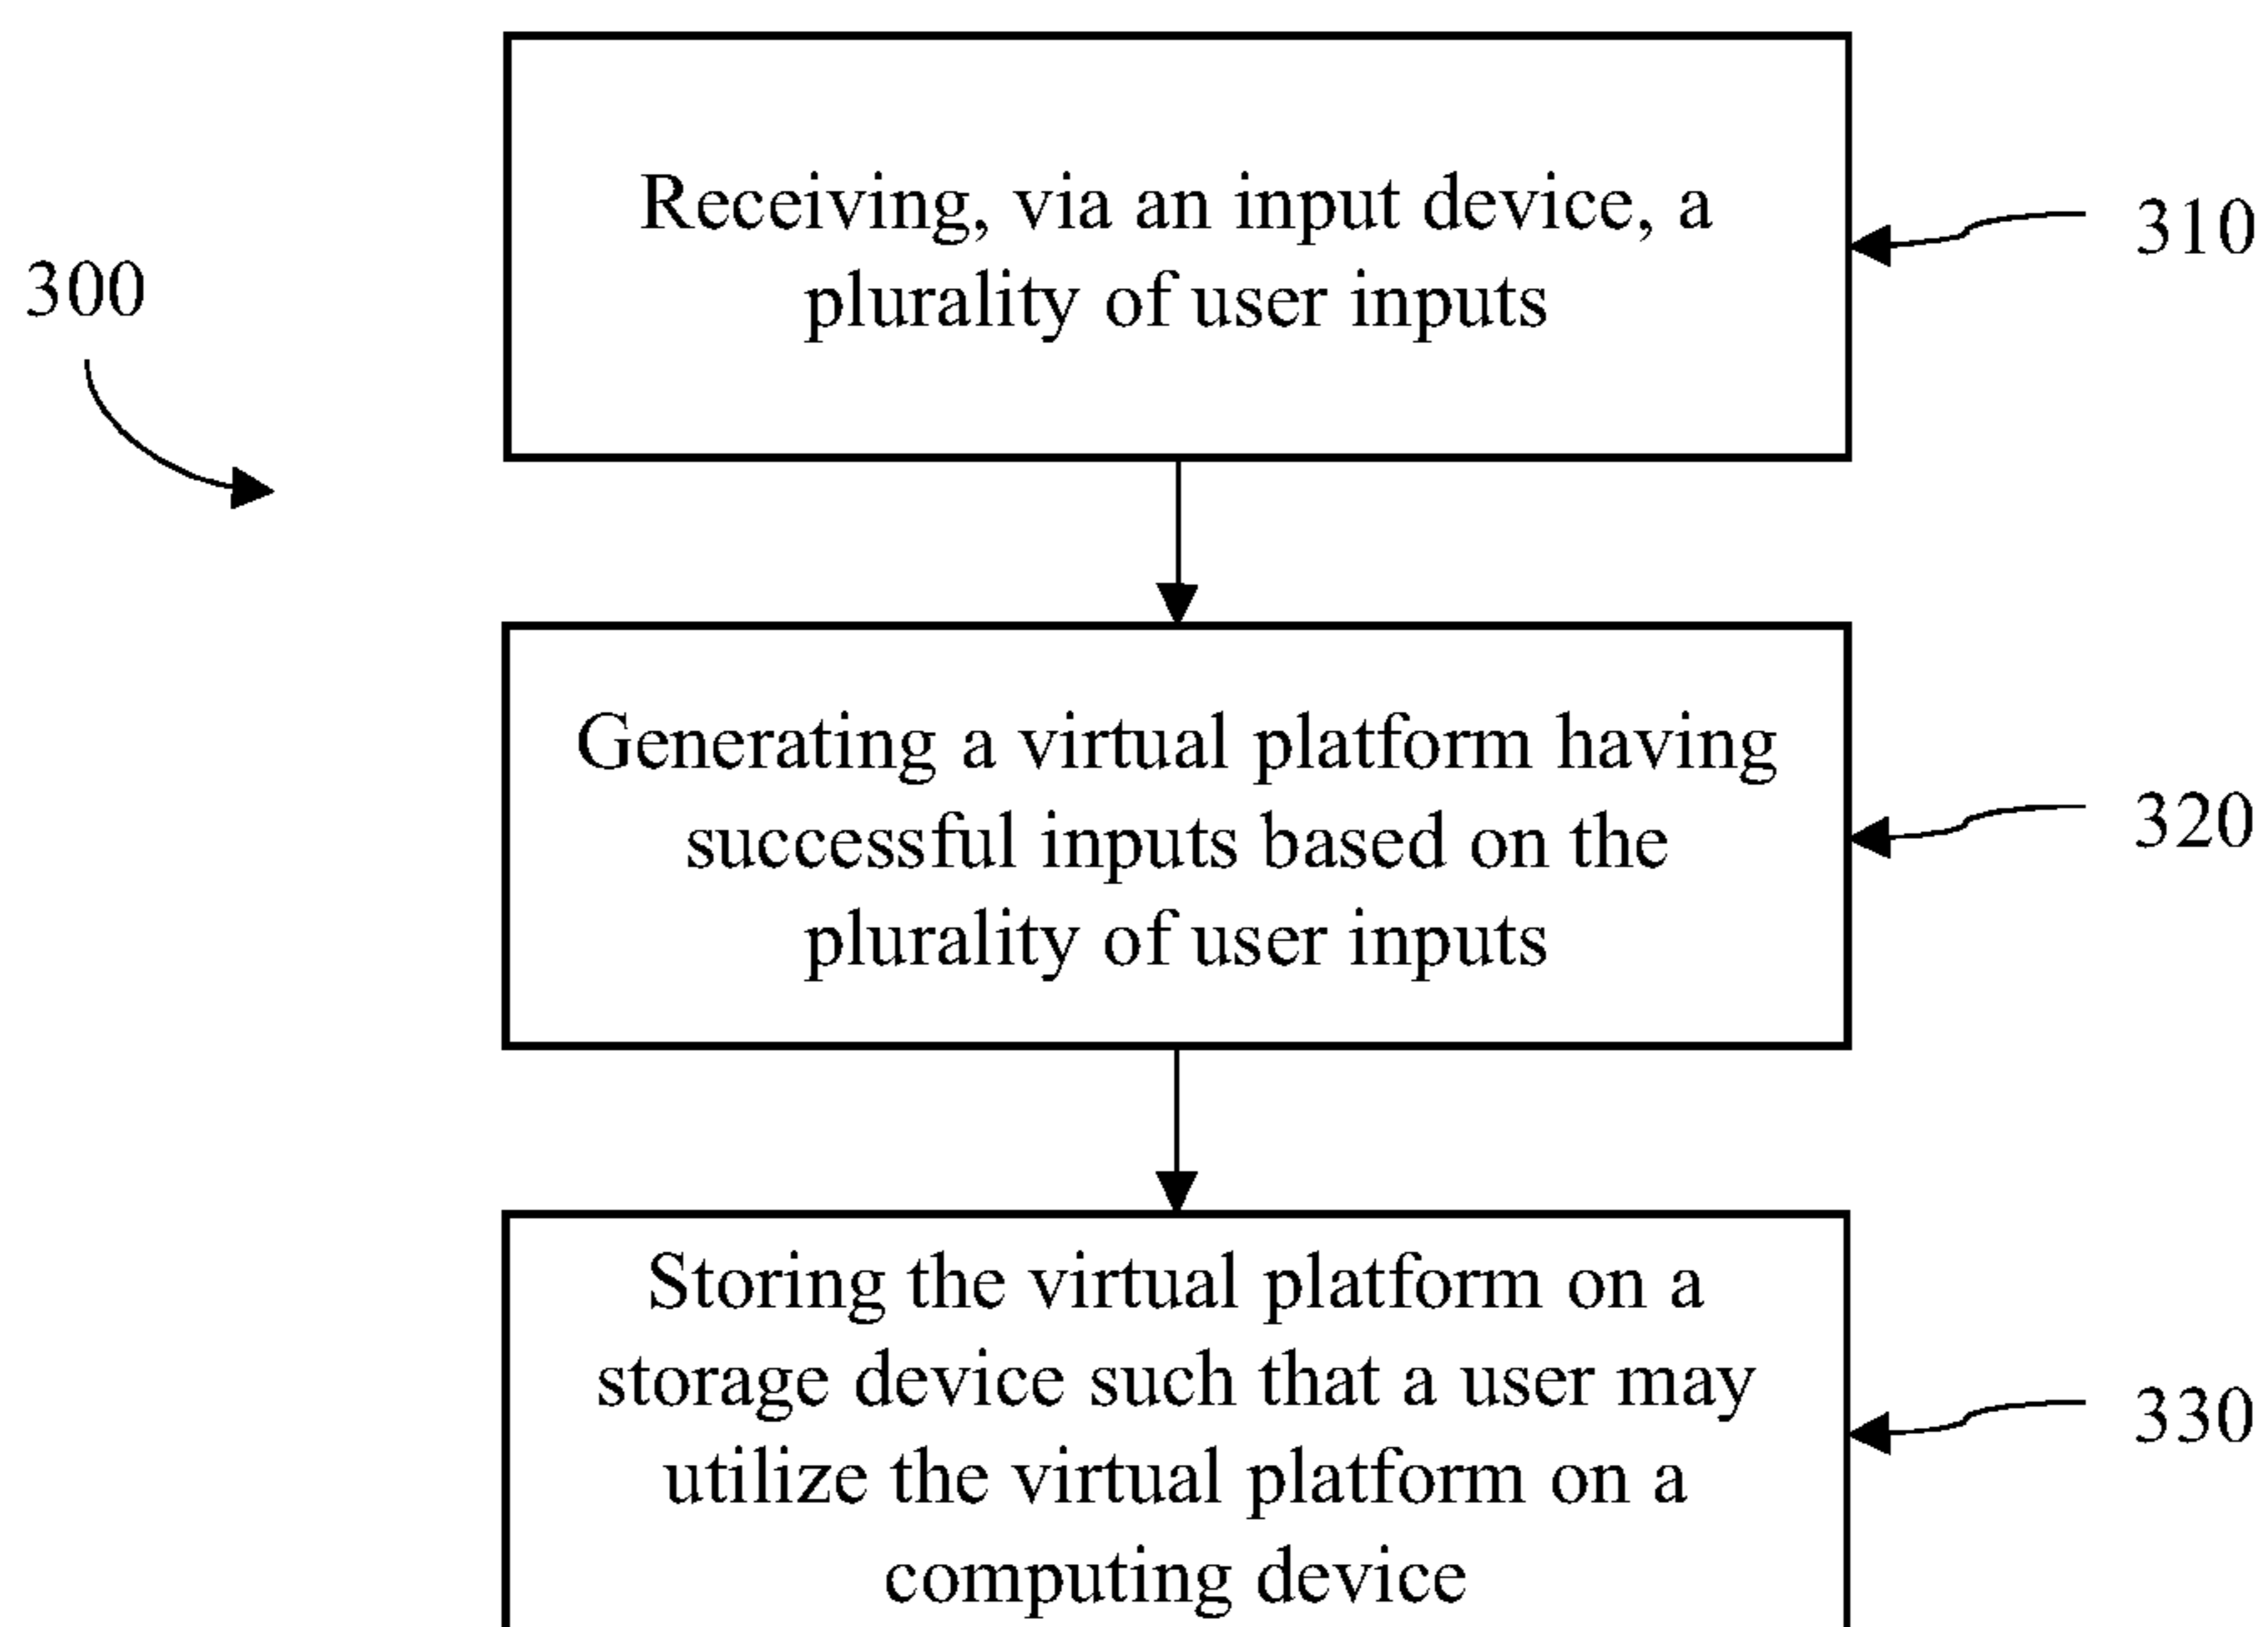 Receiving, via an input device, a
plurality of user inputs
310
300
Generating a virtual platform having
successful inputs based on the
plurality of user inputs
320
Storing the virtual platform on a
storage device such that a user may
utilize the virtual platform on a
computing device
330